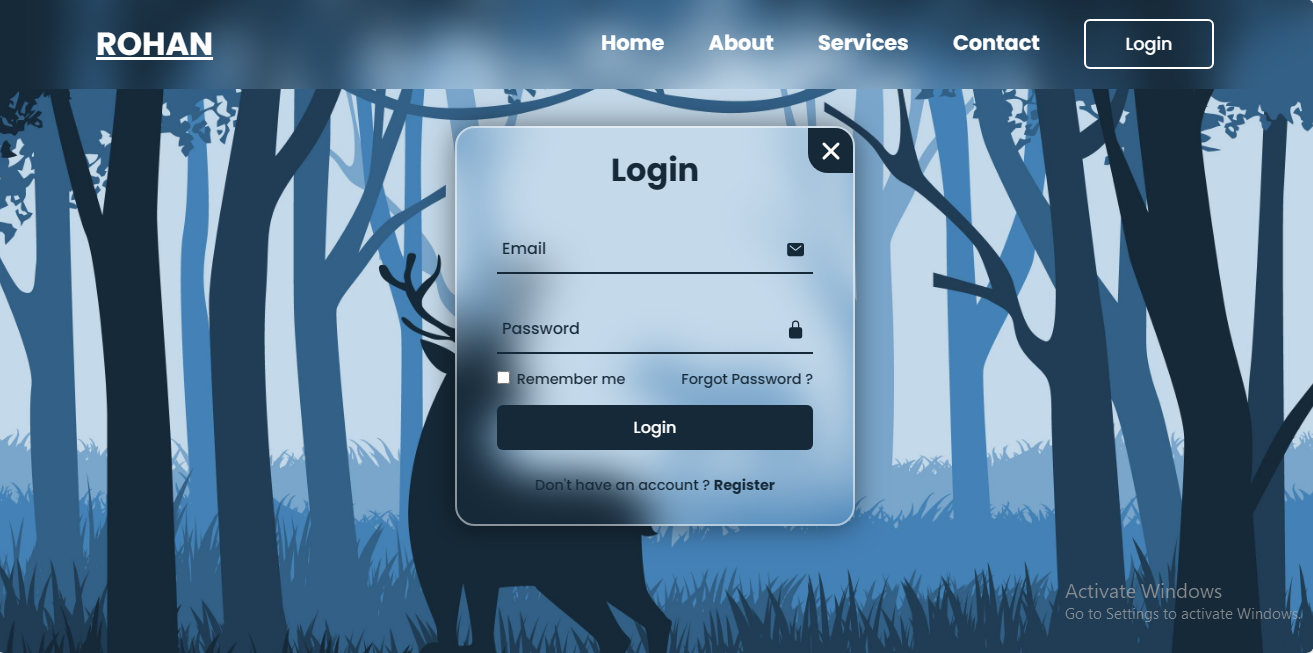 ROHAN
Home About Services Contact Login
Login
Email
Password
Remember me Forgot Password ?
Login
Don't have an account ? Register
Activate Windows
Go to Settings to activate Windows.